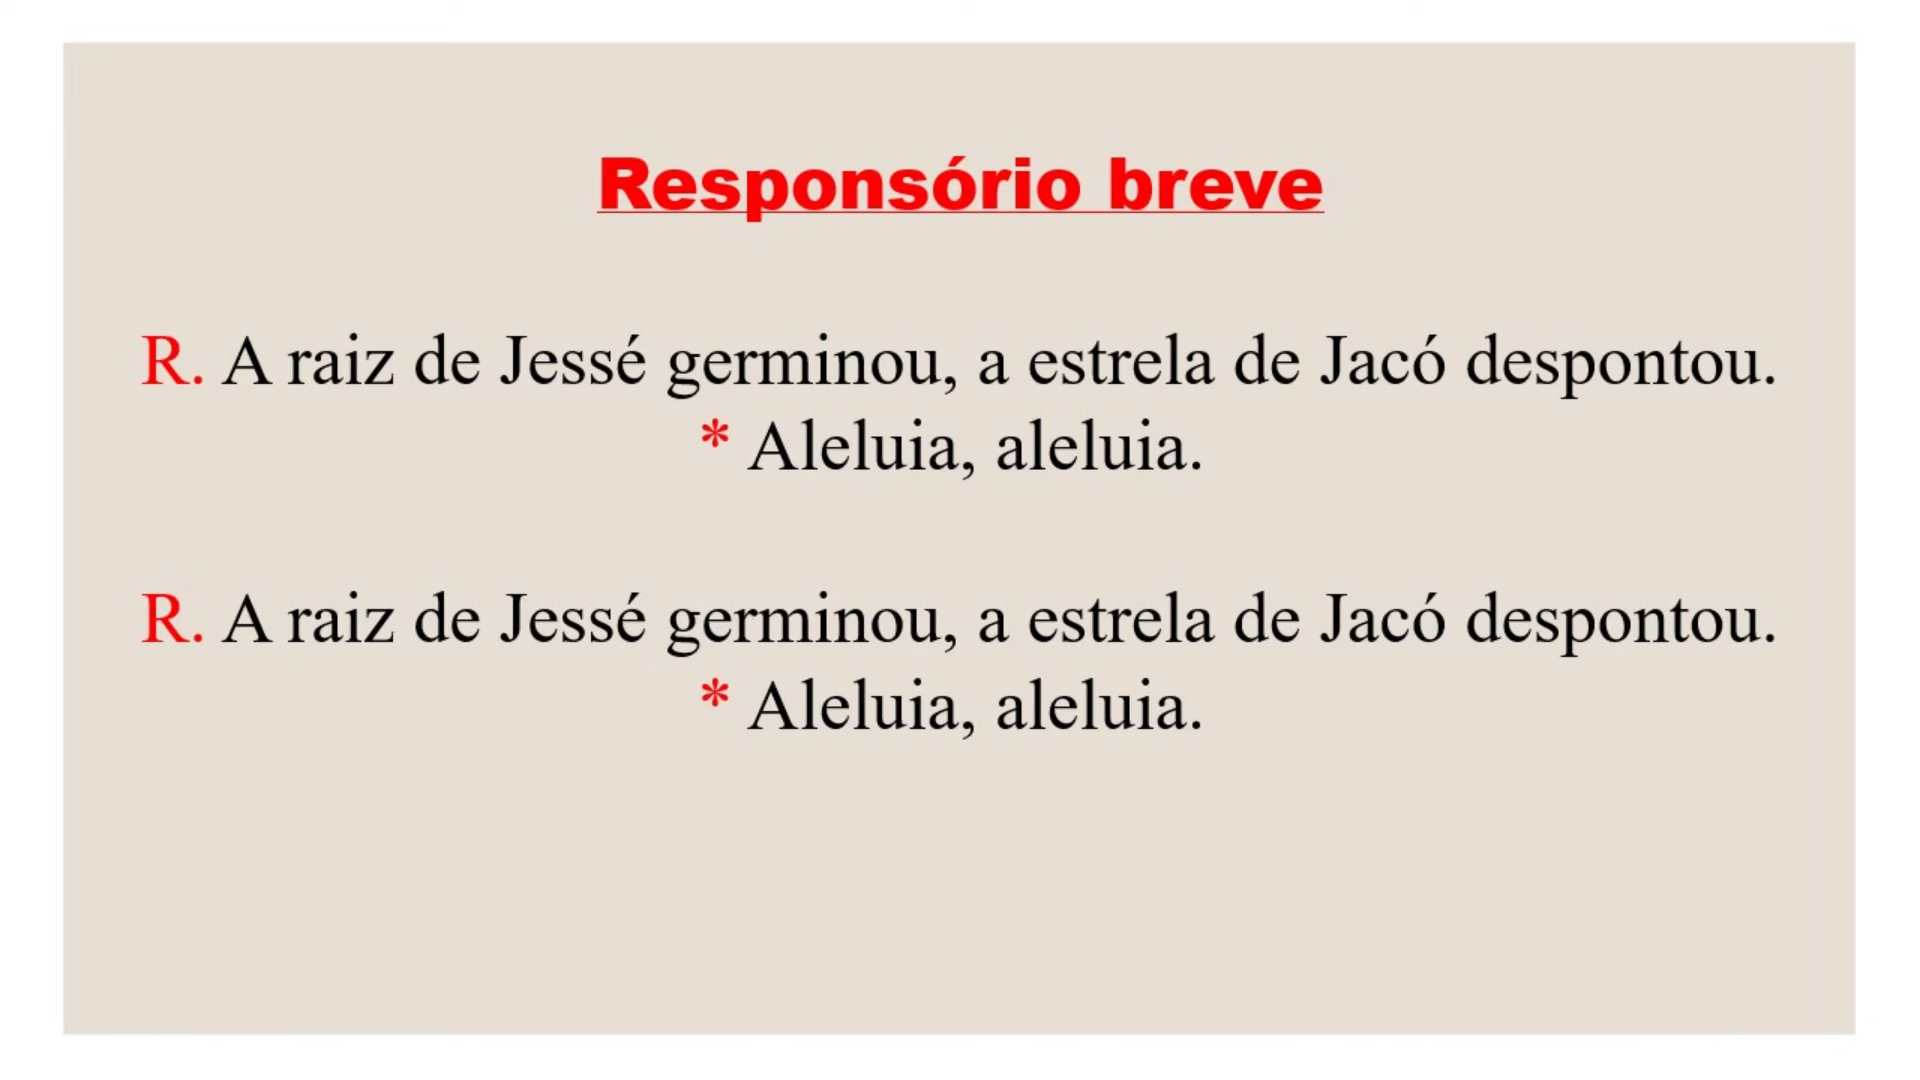 Responsório breve
R. A raiz de Jessé germinou, a estrela de Jacó despontou.
* Aleluia, aleluia.
R. A raiz de Jessé germinou, a estrela de Jacó despontou.
* Aleluia, aleluia.